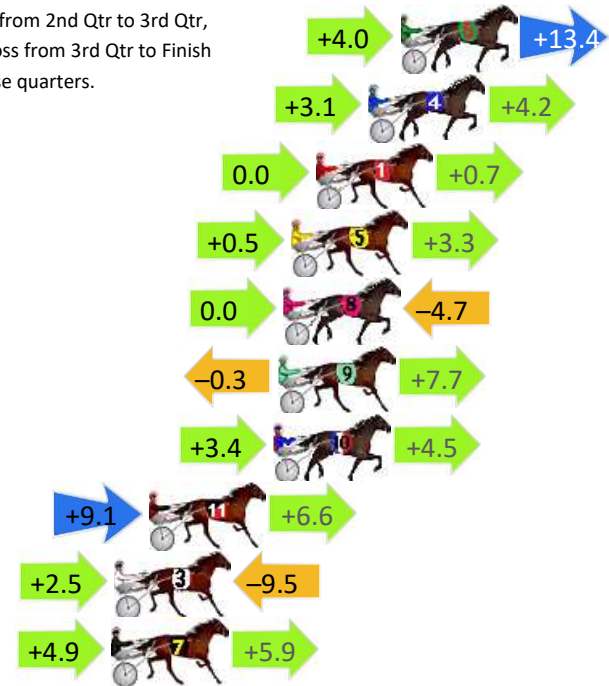 from 2nd Qtr to 3rd Qtr,
oss from 3rd Qtr to Finish
se quarters.
+4.0 +13.4
+3.1 4 +4.2
0.0 1 +0.7
+0.5 5 +3.3
0.0 8 –4.7
–0.3 9 +7.7
+3.4 10 +4.5
+9.1 11 +6.6
+2.5 3 –9.5
+4.9 7 +5.9